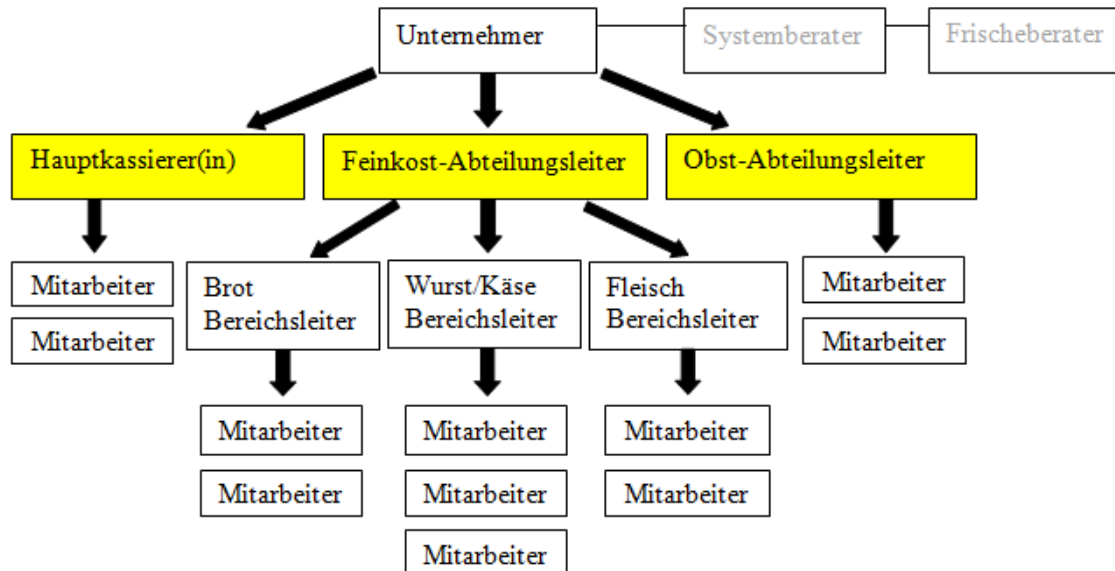 Unternehmer
Systemberater
Frischeberater
Hauptkassierer(in)
Feinkost-Abteilungsleiter
Obst-Abteilungsleiter
Mitarbeiter
Mitarbeiter
Brot
Bereichsleiter
Wurst/Käse
Bereichsleiter
Fleisch
Bereichsleiter
Mitarbeiter
Mitarbeiter
Mitarbeiter
Mitarbeiter
Mitarbeiter
Mitarbeiter
Mitarbeiter
Mitarbeiter
Mitarbeiter